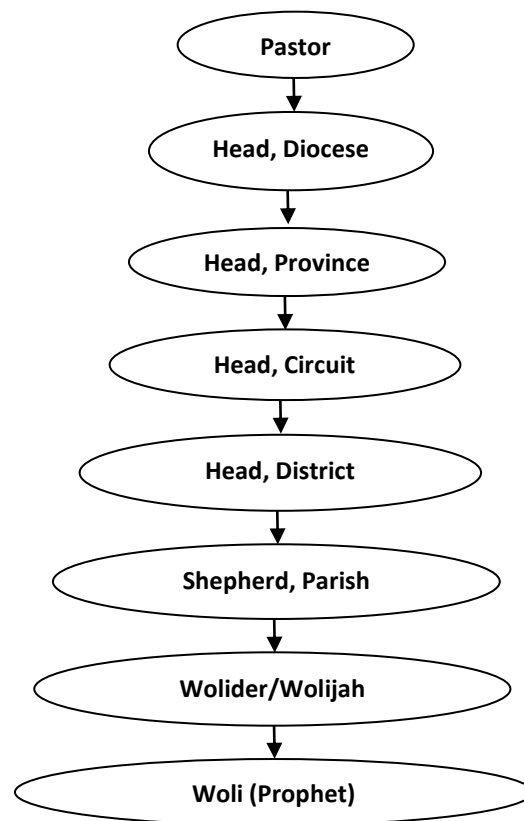 Pastor
Head, Diocese
Head, Province
Head, Circuit
Head, District
Shepherd, Parish
Wolider/Wolijah
Woli (Prophet)